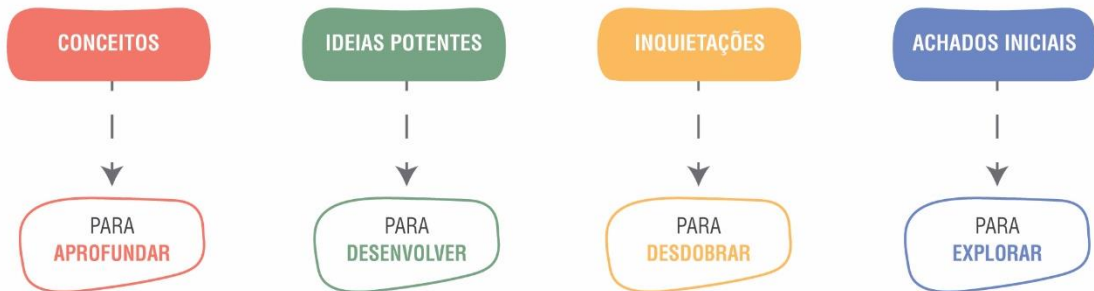 CONCEITOS
IDEIAS POTENTES
INQUIETAÇÕES
ACHADOS INICIAIS
PARA
APROFUNDAR
PARA
DESENVOLVER
PARA
DESDOBRAR
PARA
EXPLORAR